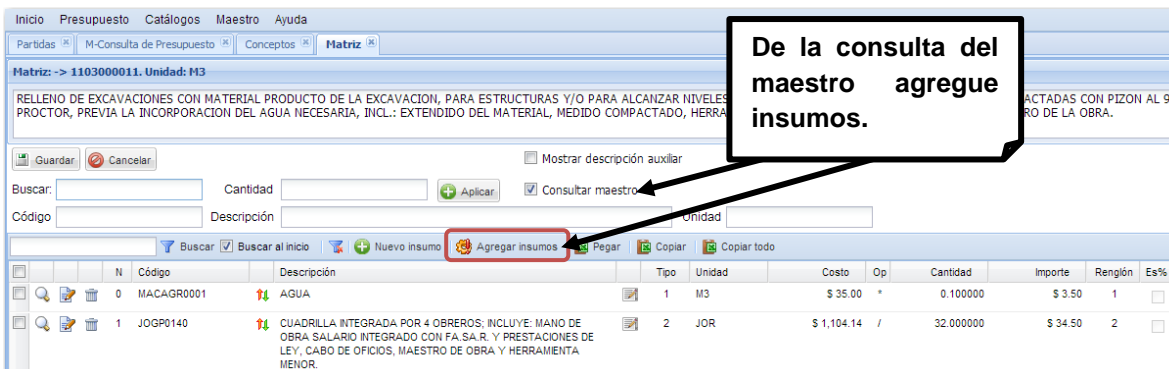 Inicio Presupuesto Catálogos Maestro Ayuda
Partidas M-Consulta de Presupuesto Conceptos Matriz
Matriz: -> 1103000011. Unidad: M3
RELLENO DE EXCAVACIONES CON MATERIAL PRODUCTO DE LA EXCAVACION, PARA ESTRUCTURAS Y/O PARA ALCANZAR NIVELES ACTADAS CON PIZON AL 9
PROCTOR, PREVIA LA INCORPORACION DEL AGUA NECESARIA, INCL.: EXTENDIDO DEL MATERIAL, MEDIDO COMPACTADO, HERRA RO DE LA OBRA.
De la consulta del
maestro agregue
insumos.
Guardar Cancelar Mostrar descripción auxiliar
Buscar: Cantidad Aplicar Consultar maestro
Código Descripción Unidad
Buscar Buscar al inicio Nuevo insumo Agregar insumos Pegar Copiar Copiar todo
N Código Descripción Tipo Unidad Costo Op Cantidad Importe Renglón Es%
0 MACAGR0001 AGUA 1 M3 $ 35.00 * 0.100000 $ 3.50 1
1 JOGP0140 CUADRILLA INTEGRADA POR 4 OBREROS; INCLUYE: MANO DE 2 JOR $ 1,104.14 / 32.000000 $ 34.50 2
OBRA SALARIO INTEGRADO CON FA.SA.R. Y PRESTACIONES DE
LEY, CABO DE OFICIOS, MAESTRO DE OBRA Y HERRAMIENTA
MENOR.